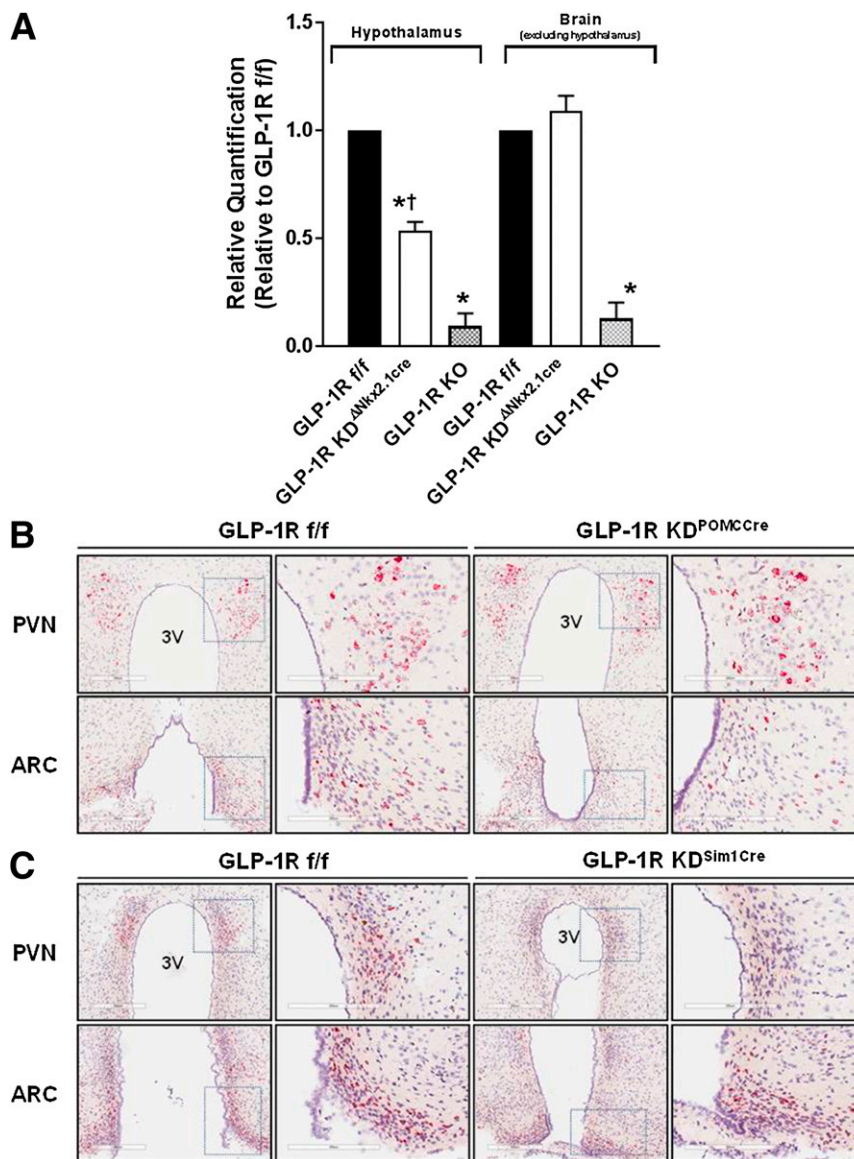 A
Hypothalamus
Brain
(excluding hypothalamus)
Relative Quantification
(Relative to GLP-1R f/f)
1.5
1.0
0.5
0.0
*†
*
*
GLP-1R f/f
GLP-1R KD^ΔNkx2.1cre
GLP-1R KO
GLP-1R f/f
GLP-1R KD^ΔNkx2.1cre
GLP-1R KO
B
GLP-1R f/f
GLP-1R KD^POMCCre
PVN
3V
3V
ARC
C
GLP-1R f/f
GLP-1R KD^Sim1Cre
PVN
3V
3V
ARC